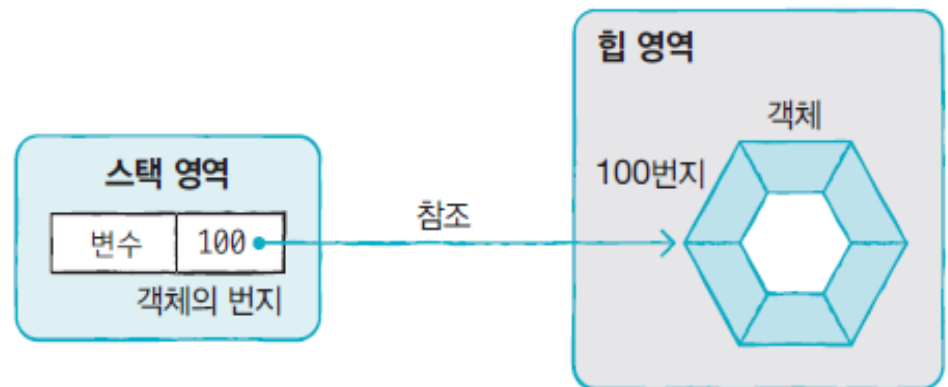 스택 영역
변수 100
객체의 번지
참조
힙 영역
객체
100번지